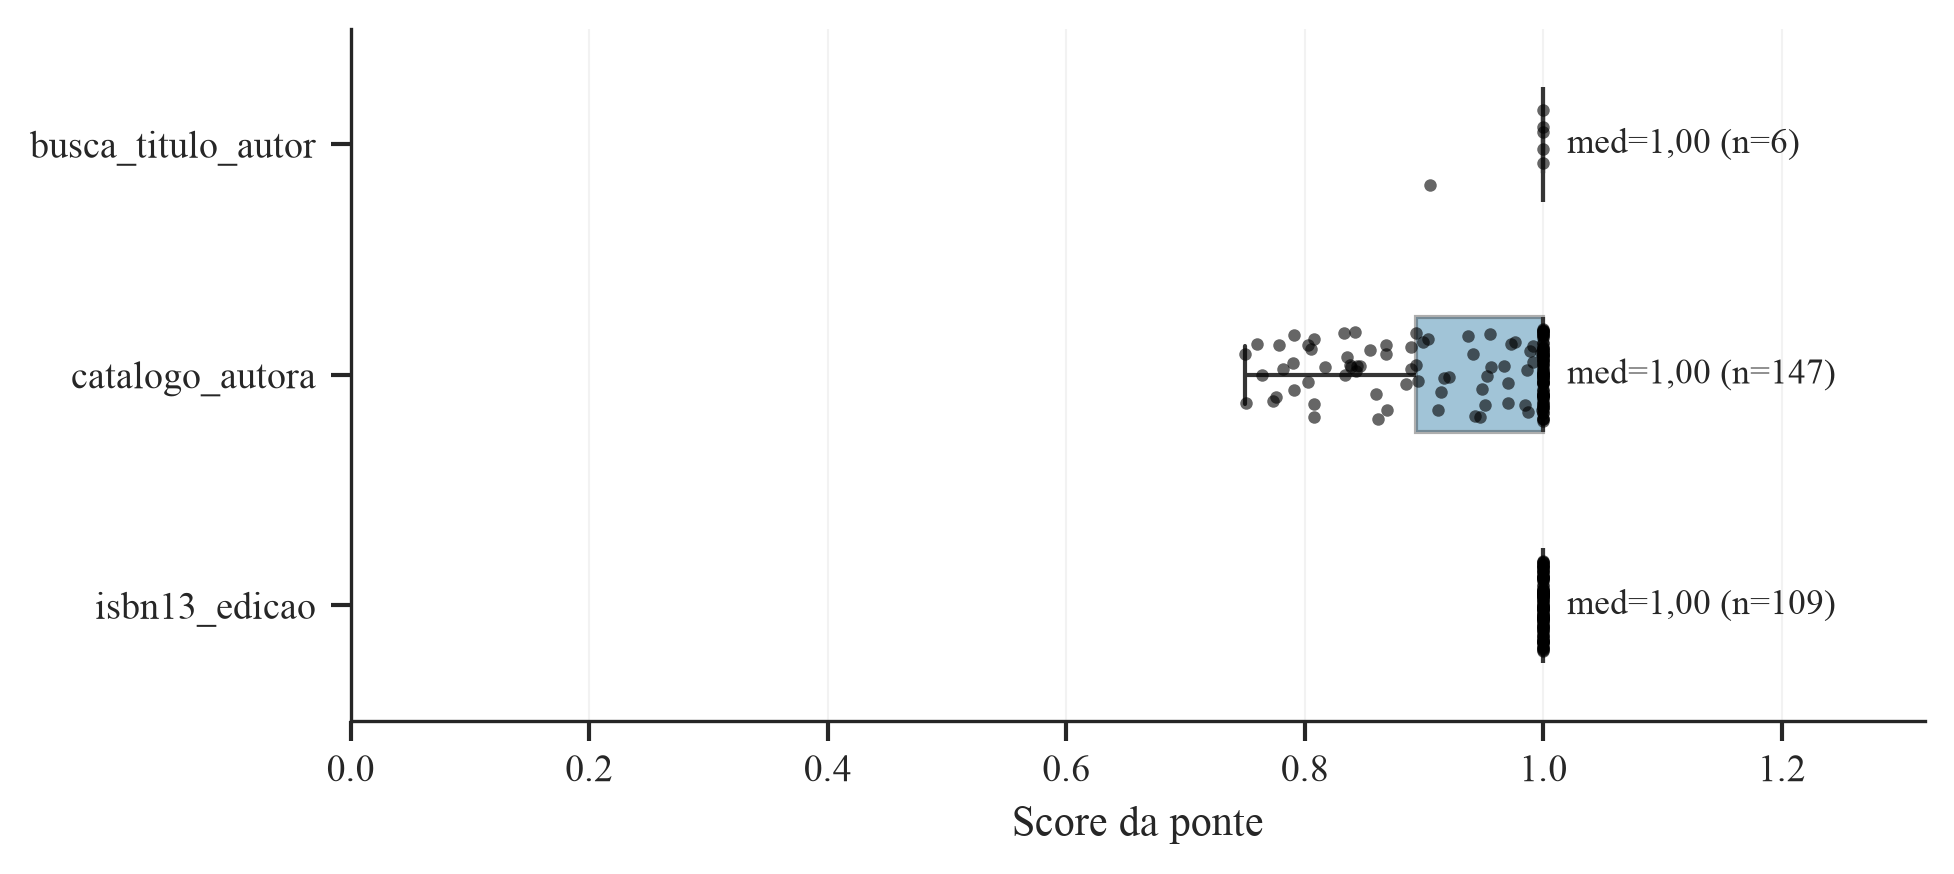 busca_titulo_autor
med=1,00 (n=6)
catalogo_autora
med=1,00 (n=147)
isbn13_edicao
med=1,00 (n=109)
0.0 0.2 0.4 0.6 0.8 1.0 1.2
Score da ponte